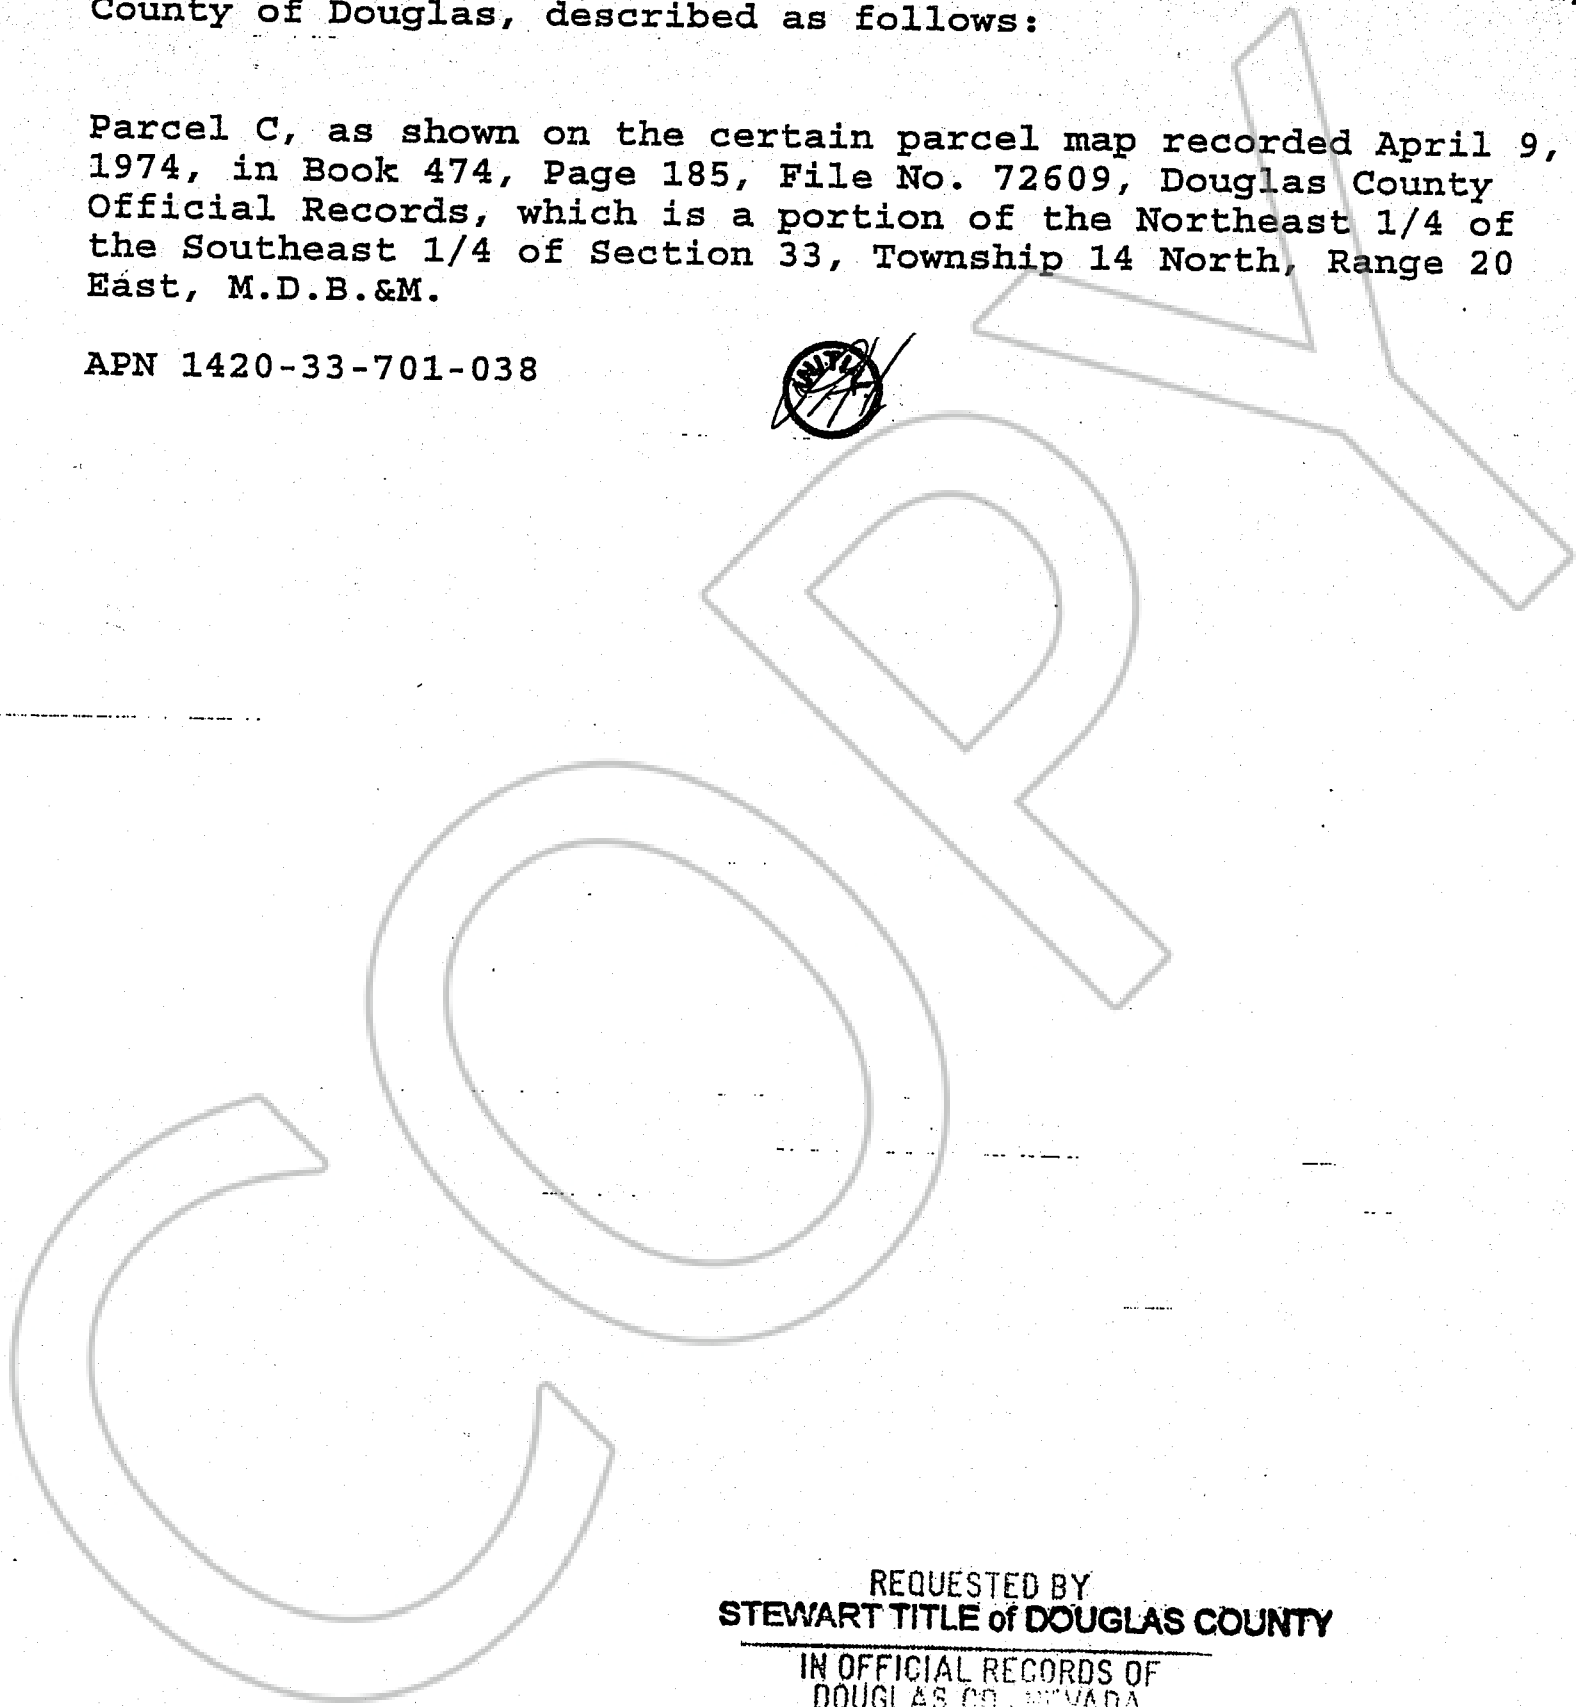 County of Douglas, described as follows:
Parcel C, as shown on the certain parcel map recorded April 9,
1974, in Book 474, Page 185, File No. 72609, Douglas County
Official Records, which is a portion of the Northeast 1/4 of
the Southeast 1/4 of Section 33, Township 14 North, Range 20
East, M.D.B.&M.
APN 1420-33-701-038
COPY
REQUESTED BY
STEWART TITLE of DOUGLAS COUNTY
IN OFFICIAL RECORDS OF
DOUGLAS CO., NEVADA